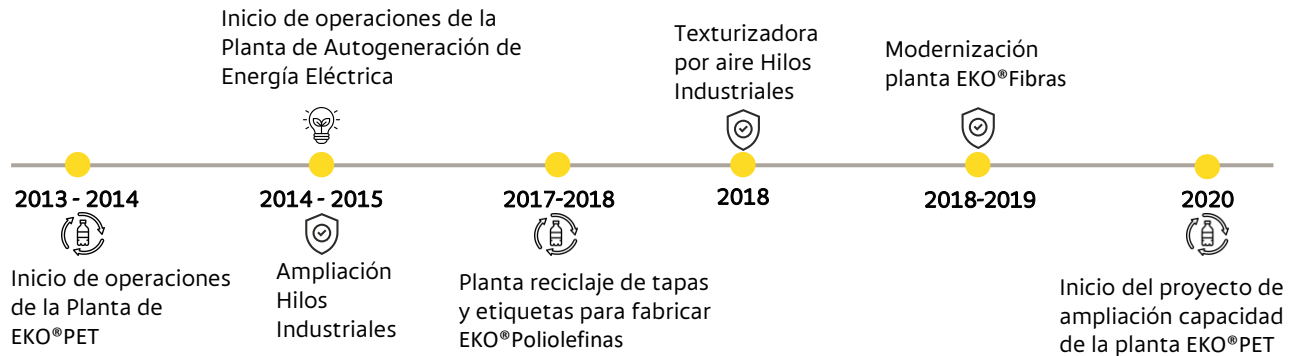 Inicio de operaciones de la
Planta de Autogeneración de
Energía Eléctrica
Texturizadora
por aire Hilos
Industriales
Modernización
planta EKO®Fibras
2013 - 2014
2014 - 2015
2017-2018
2018
2018-2019
2020
Inicio de operaciones
de la Planta de
EKO®PET
Ampliación
Hilos
Industriales
Planta reciclaje de tapas
y etiquetas para fabricar
EKO®Poliolefinas
Inicio del proyecto de
ampliación capacidad
de la planta EKO®PET